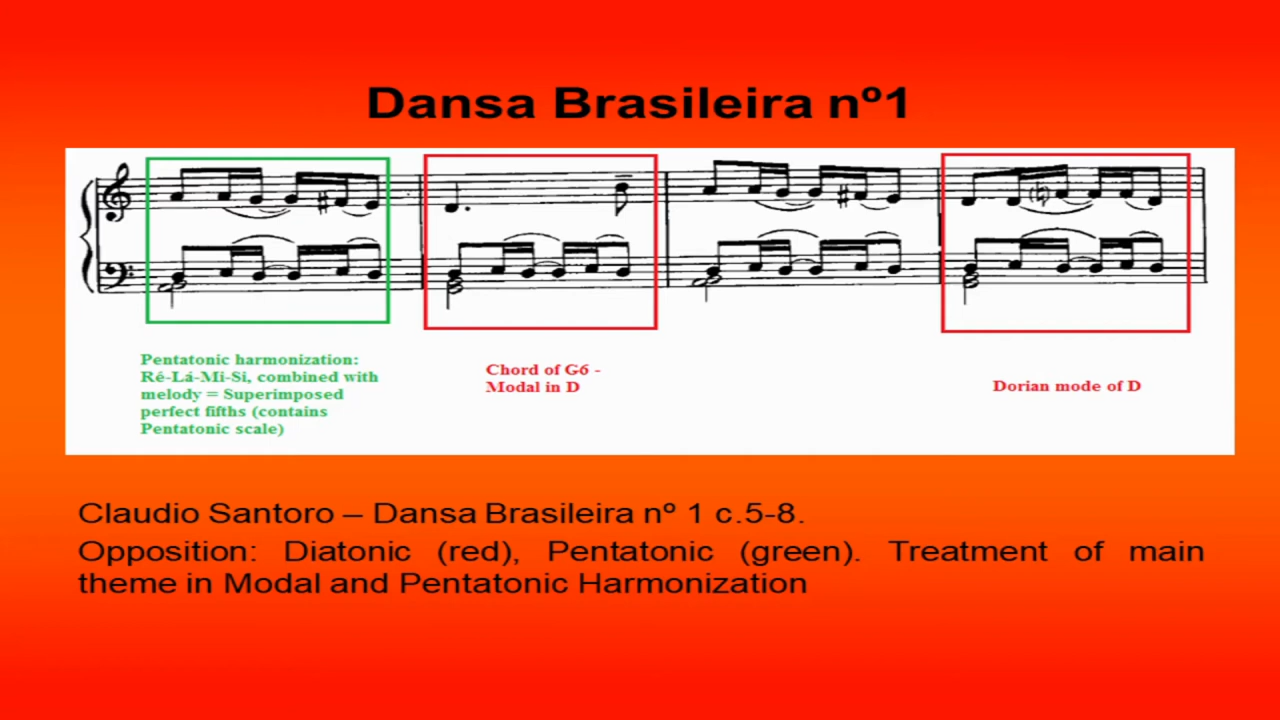 Dansa Brasileira nº1
Pentatonic harmonization:
Ré-Lá-Mi-Si, combined with
melody = Superimposed
perfect fifths (contains
Pentatonic scale)
Chord of G6 -
Modal in D
Dorian mode of D
Claudio Santoro – Dansa Brasileira nº 1 c.5-8.
Opposition: Diatonic (red), Pentatonic (green). Treatment of main
theme in Modal and Pentatonic Harmonization